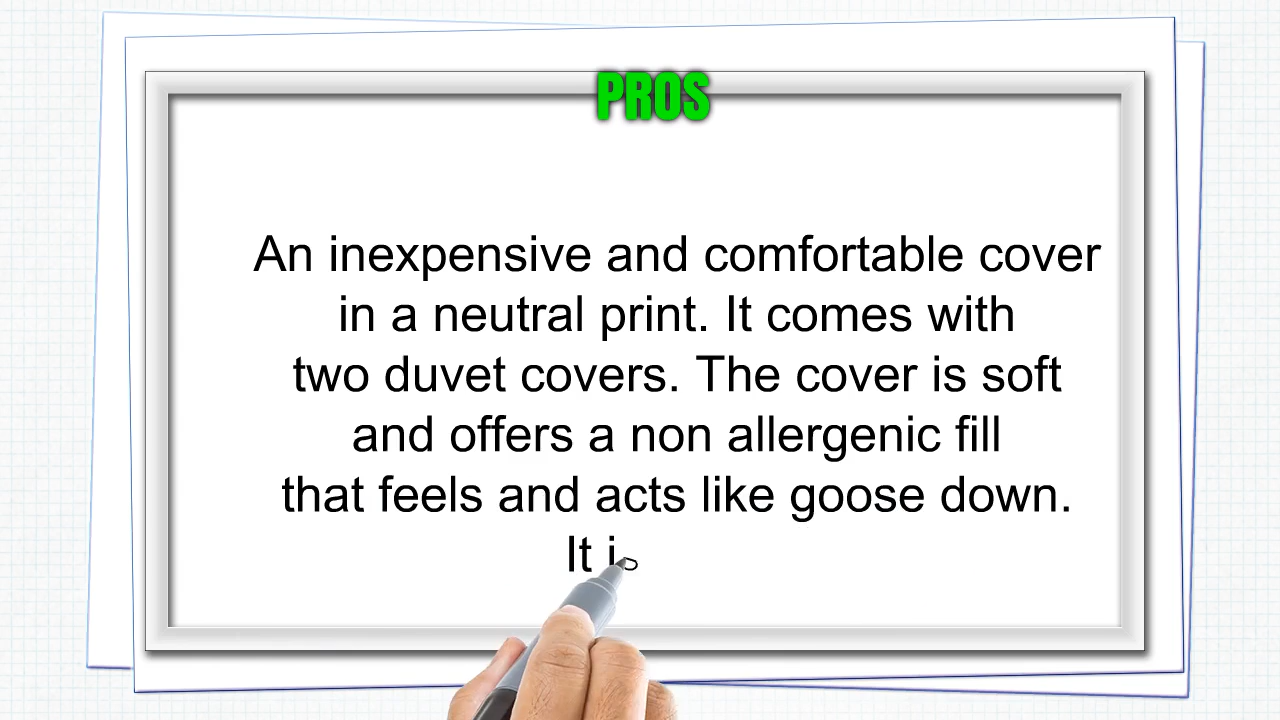 PROS
An inexpensive and comfortable cover
in a neutral print. It comes with
two duvet covers. The cover is soft
and offers a non allergenic fill
that feels and acts like goose down.
It